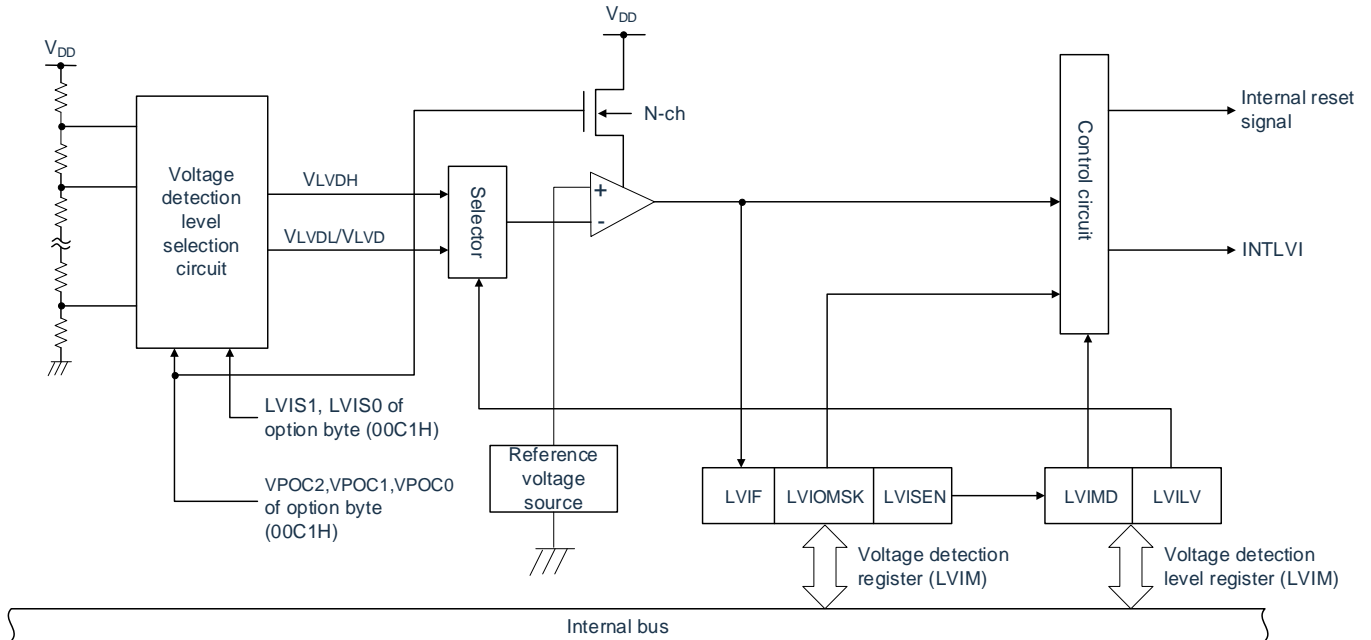 VDD
VDD
N-ch
Voltage
detection
level
selection
circuit
VLVDH
VLVDL/VLVD
Selector
+
-
Control circuit
Internal reset
signal
INTLVI
LVIS1, LVIS0 of
option byte (00C1H)
VPOC2,VPOC1,VPOC0
of option byte
(00C1H)
Reference
voltage
source
LVIF
LVIOMSK
LVISEN
LVIMD
LVILV
Voltage detection
register (LVIM)
Voltage detection
level register (LVIM)
Internal bus